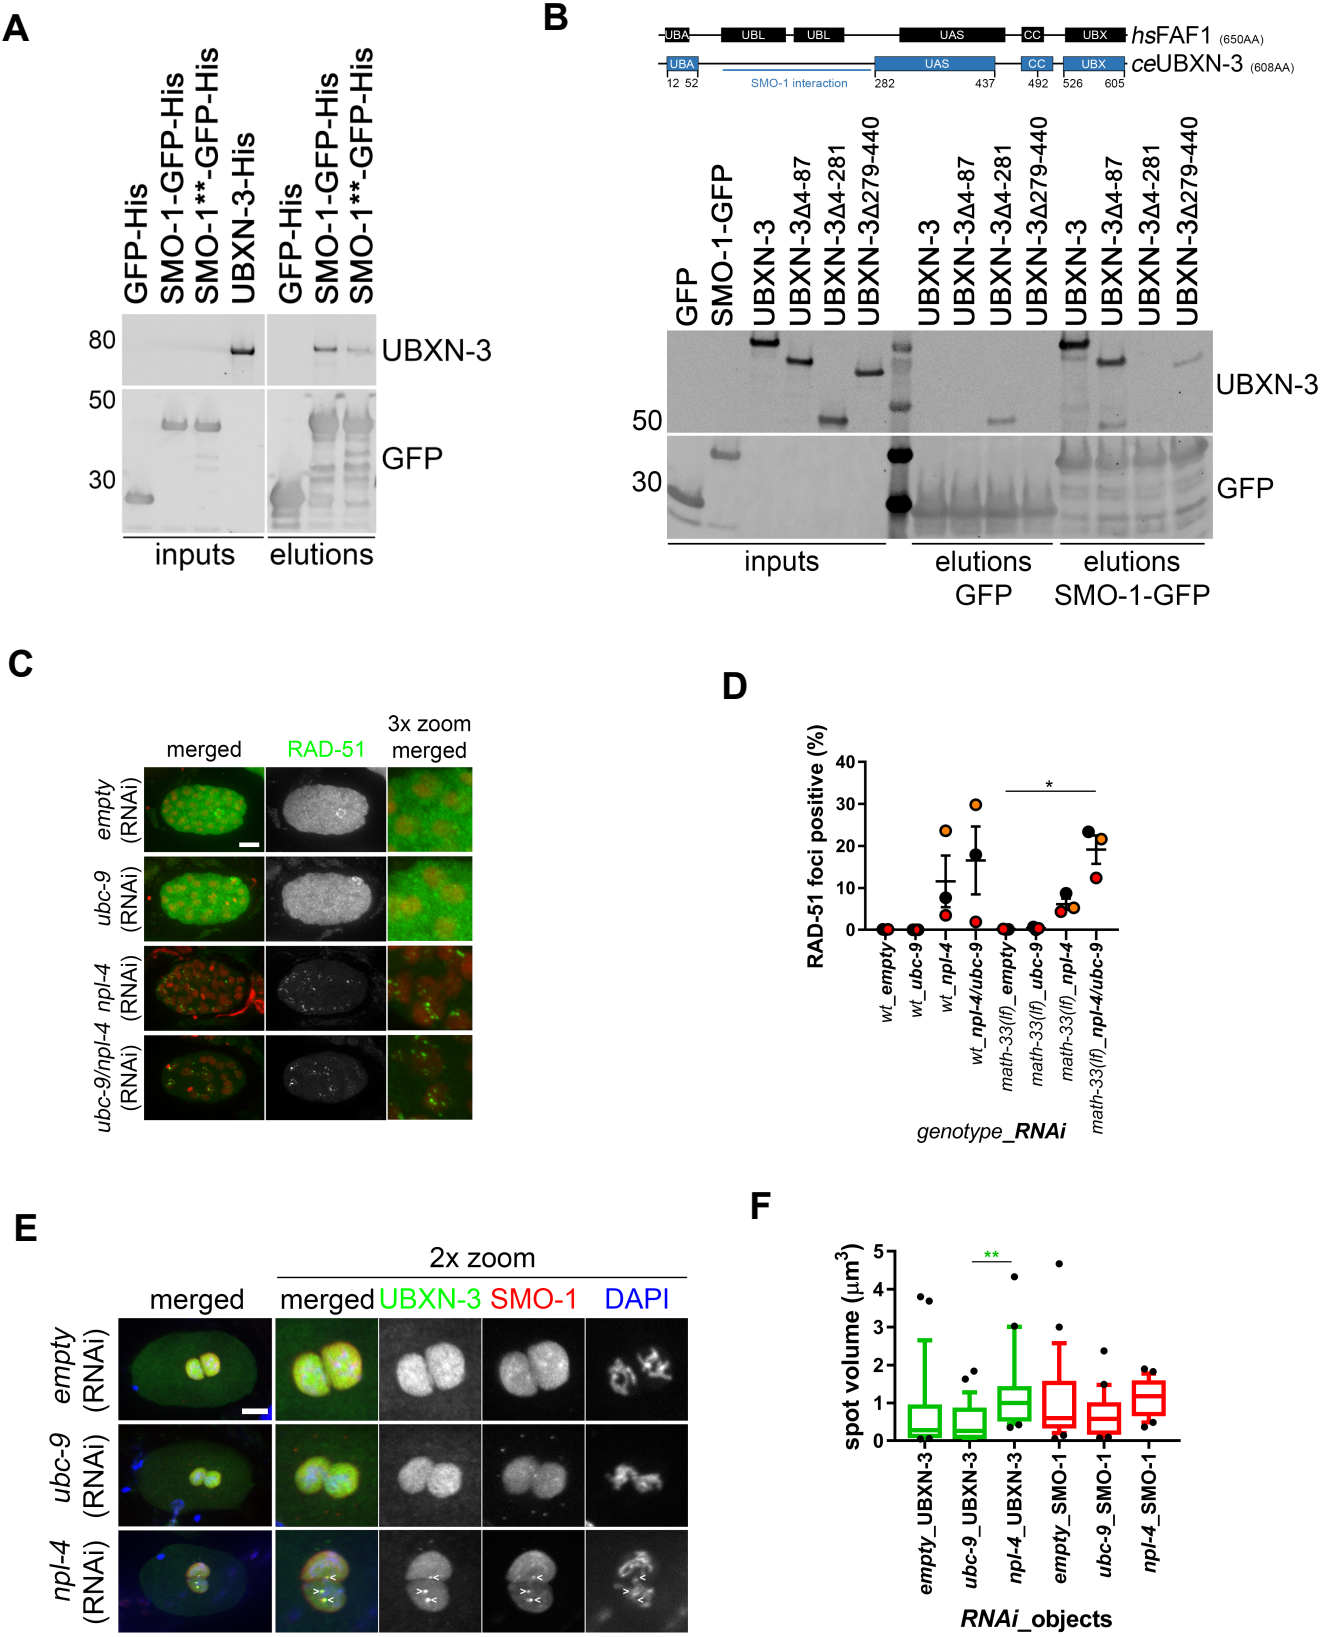 A
GFP-His
SMO-1-GFP-His
SMO-1**-GFP-His
UBXN-3-His
GFP-His
SMO-1-GFP-His
SMO-1**-GFP-His
80
50
30
UBXN-3
GFP
inputs
elutions
B
UBA
UBL
UBL
UAS
CC
UBX
hsFAF1 (650AA)
UBA
UAS
CC
UBX
ceUBXN-3 (608AA)
12 52
SMO-1 interaction
282
437
492
526
605
GFP
SMO-1-GFP
UBXN-3
UBXN-3Δ4-87
UBXN-3Δ4-281
UBXN-3Δ279-440
UBXN-3
UBXN-3Δ4-87
UBXN-3Δ4-281
UBXN-3Δ279-440
UBXN-3
UBXN-3Δ4-87
UBXN-3Δ4-281
UBXN-3Δ279-440
50
30
UBXN-3
GFP
inputs
elutions
GFP
elutions
SMO-1-GFP
C
merged
RAD-51
3x zoom
merged
empty
(RNAi)
ubc-9
(RNAi)
npl-4
(RNAi)
ubc-9/npl-4
(RNAi)
D
RAD-51 foci positive (%)
40
30
20
10
0
*
wt_empty
wt_ubc-9
wt_npl-4
wt_npl-4/ubc-9
math-33(lf)_empty
math-33(lf)_ubc-9
math-33(lf)_npl-4
math-33(lf)_npl-4/ubc-9
genotype_RNAi
E
2x zoom
merged
merged
UBXN-3
SMO-1
DAPI
empty
(RNAi)
ubc-9
(RNAi)
npl-4
(RNAi)
F
spot volume (µm3)
5
4
3
2
1
0
**
empty_UBXN-3
ubc-9_UBXN-3
npl-4_UBXN-3
empty_SMO-1
ubc-9_SMO-1
npl-4_SMO-1
RNAi_objects